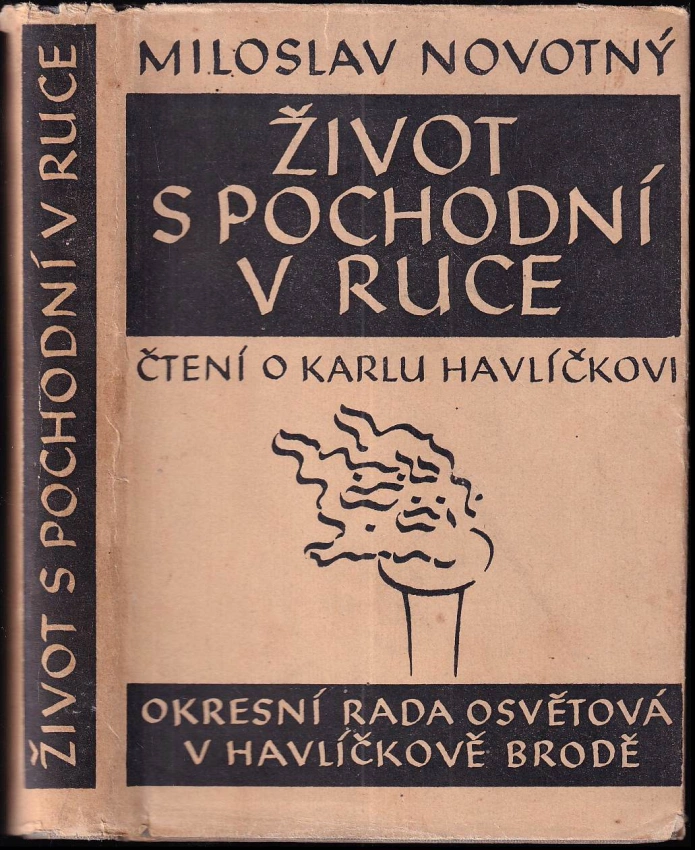 ŽIVOT S POCHODNÍ V RUCE
MILOSLAV NOVOTNÝ
ŽIVOT
S POCHODNÍ
V RUCE
ČTENÍ O KARLU HAVLÍČKOVI
OKRESNÍ RADA OSVĚTOVÁ
V HAVLÍČKOVĚ BRODĚ